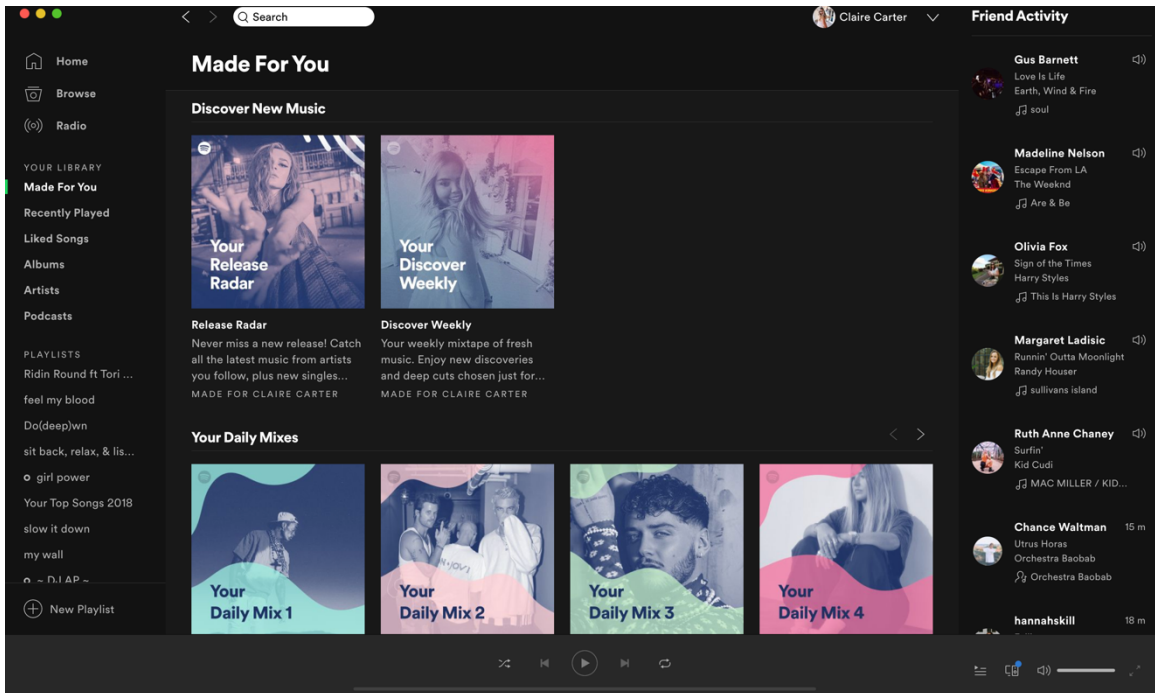 Search
Claire Carter
Friend Activity
Home
Browse
Radio
YOUR LIBRARY
Made For You
Recently Played
Liked Songs
Albums
Artists
Podcasts
PLAYLISTS
Ridin Round ft Tori ...
feel my blood
Do(deep)wn
sit back, relax, & lis...
girl power
Your Top Songs 2018
slow it down
my wall
~ DJ AP ~
New Playlist
Made For You
Discover New Music
Your
Release
Radar
Your
Discover
Weekly
Release Radar
Never miss a new release! Catch
all the latest music from artists
you follow, plus new singles...
MADE FOR CLAIRE CARTER
Discover Weekly
Your weekly mixtape of fresh
music. Enjoy new discoveries
and deep cuts chosen just for...
MADE FOR CLAIRE CARTER
Your Daily Mixes
Your
Daily Mix 1
Your
Daily Mix 2
Your
Daily Mix 3
Your
Daily Mix 4
Gus Barnett
Love Is Life
Earth, Wind & Fire
soul
Madeline Nelson
Escape From LA
The Weeknd
Are & Be
Olivia Fox
Sign of the Times
Harry Styles
This Is Harry Styles
Margaret Ladisic
Runnin' Outta Moonlight
Randy Houser
sullivans island
Ruth Anne Chaney
Surfin'
Kid Cudi
MAC MILLER / KID...
Chance Waltman 15 m
Utrus Horas
Orchestra Baobab
Orchestra Baobab
hannahskill 18 m